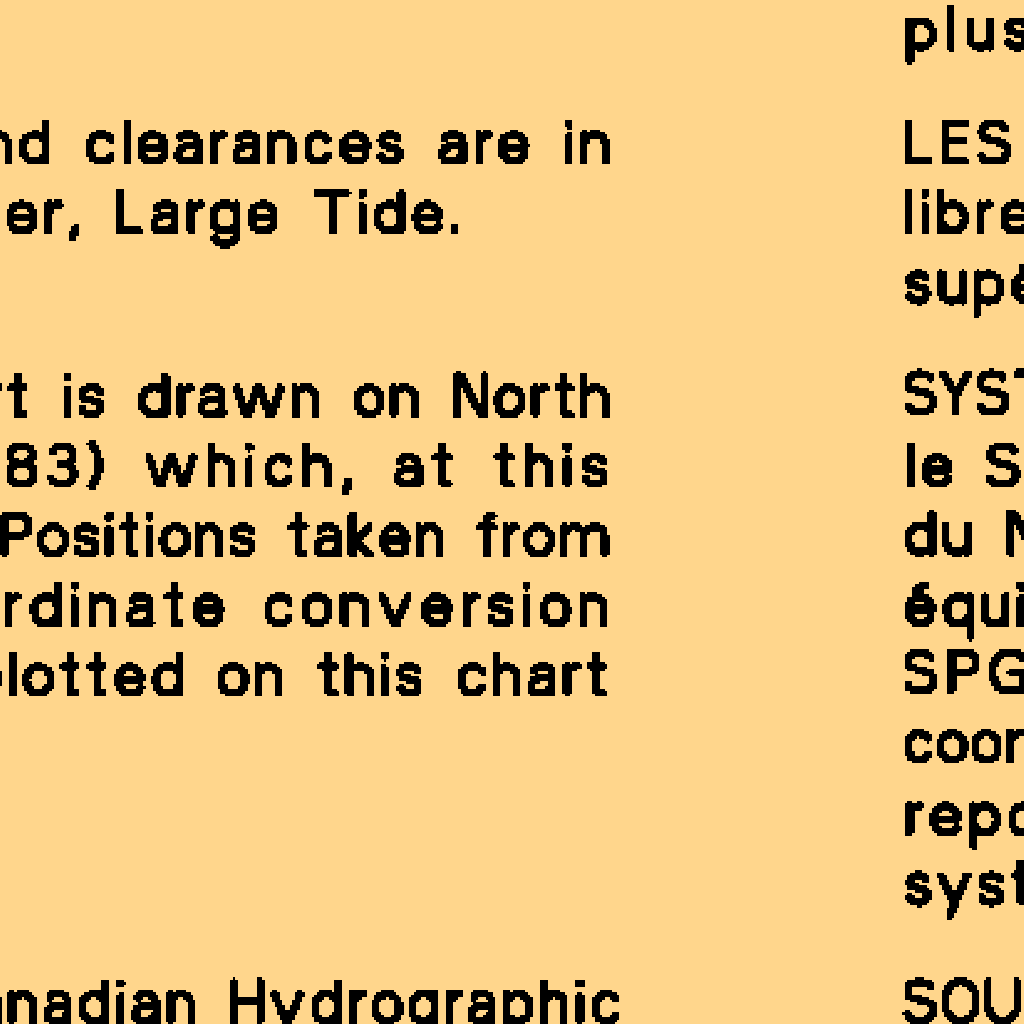 nd clearances are in
er, Large Tide.
rt is drawn on North
83) which, at this
Positions taken from
rdinate conversion
lotted on this chart
nadian Hydrographic
plus
LES
libre
supé
SYST
le S
du N
équi
SPG
coor
repo
syst
SOU